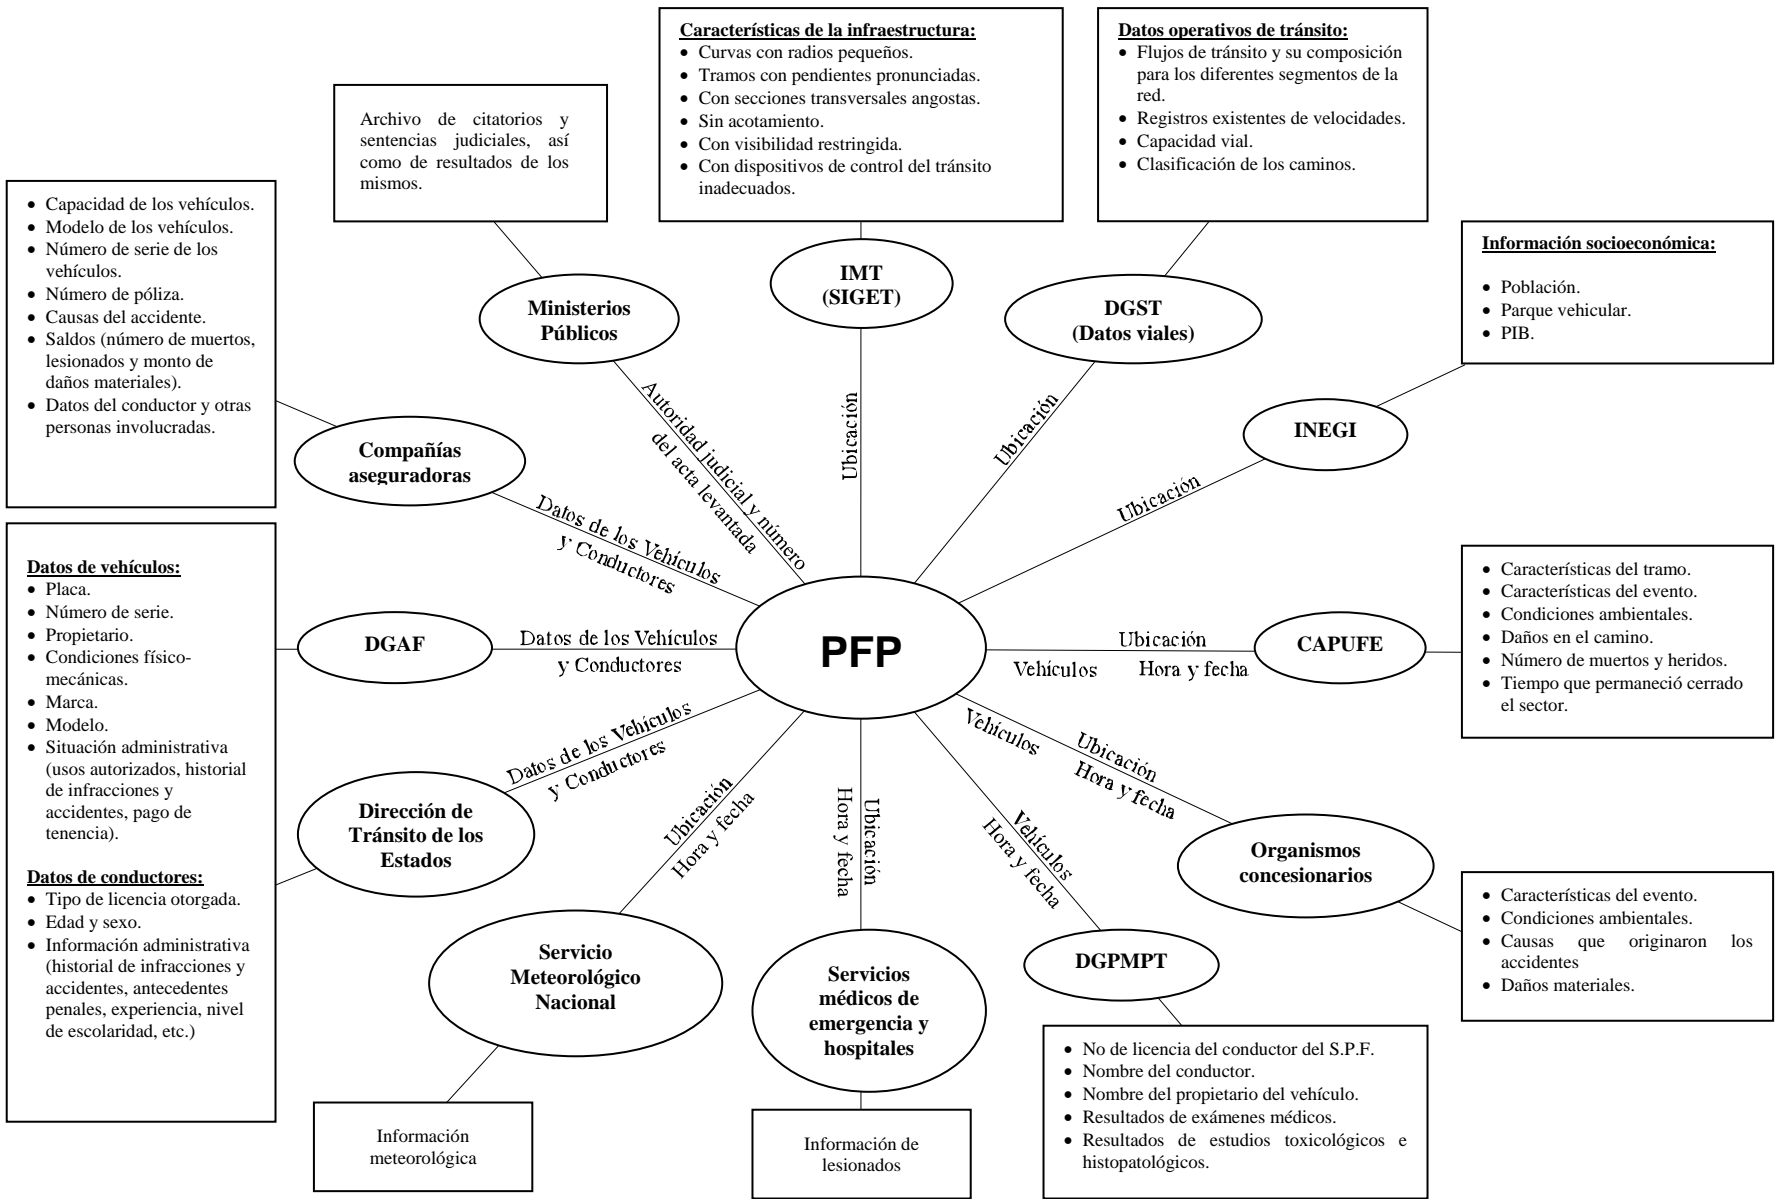 Características de la infraestructura:
• Curvas con radios pequeños.
• Tramos con pendientes pronunciadas.
• Con secciones transversales angostas.
• Sin acotamiento.
• Con visibilidad restringida.
• Con dispositivos de control del tránsito
inadecuados.
Datos operativos de tránsito:
• Flujos de tránsito y su composición
para los diferentes segmentos de la
red.
• Registros existentes de velocidades.
• Capacidad vial.
• Clasificación de los caminos.
Archivo de citatorios y
sentencias judiciales, así
como de resultados de los
mismos.
• Capacidad de los vehículos.
• Modelo de los vehículos.
• Número de serie de los
vehículos.
• Número de póliza.
• Causas del accidente.
• Saldos (número de muertos,
lesionados y monto de
daños materiales).
• Datos del conductor y otras
personas involucradas.
Información socioeconómica:
• Población.
• Parque vehicular.
• PIB.
Ministerios
Públicos
IMT
(SIGET)
DGST
(Datos viales)
INEGI
Compañías
aseguradoras
Autoridad judicial y número
del acta levantada
Ubicación
Ubicación
Ubicación
Datos de los Vehículos
y Conductores
Datos de vehículos:
• Placa.
• Número de serie.
• Propietario.
• Condiciones físico-
mecánicas.
• Marca.
• Modelo.
• Situación administrativa
(usos autorizados, historial
de infracciones y
accidentes, pago de
tenencia).
Datos de conductores:
• Tipo de licencia otorgada.
• Edad y sexo.
• Información administrativa
(historial de infracciones y
accidentes, antecedentes
penales, experiencia, nivel
de escolaridad, etc.)
DGAF
Datos de los Vehículos
y Conductores
PFP
Ubicación
Vehículos Hora y fecha
CAPUFE
• Características del tramo.
• Características del evento.
• Condiciones ambientales.
• Daños en el camino.
• Número de muertos y heridos.
• Tiempo que permaneció cerrado
el sector.
Datos de los Vehículos
y Conductores
Dirección de
Tránsito de los
Estados
Ubicación
Hora y fecha
Ubicación
Hora y fecha
Vehículos
Hora y fecha
Vehículos Ubicación
Hora y fecha
Organismos
concesionarios
• Características del evento.
• Condiciones ambientales.
• Causas que originaron los
accidentes
• Daños materiales.
Servicio
Meteorológico
Nacional
Servicios
médicos de
emergencia y
hospitales
DGPMPT
• No de licencia del conductor del S.P.F.
• Nombre del conductor.
• Nombre del propietario del vehículo.
• Resultados de exámenes médicos.
• Resultados de estudios toxicológicos e
histopatológicos.
Información
meteorológica
Información de
lesionados